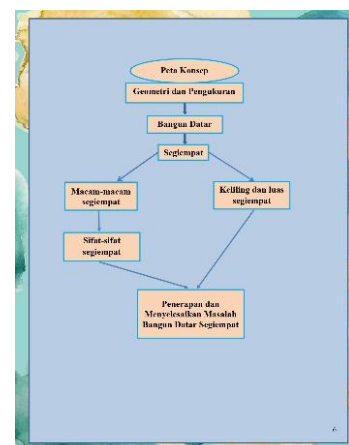 Peta Konsep
Geometri dan Pengukuran
Bangun Datar
Segiempat
Macam-macam
segiempat
Keliling dan luas
segiempat
Sifat-sifat
segiempat
Penerapan dan
Menyelesaikan Masalah
Bangun Datar Segiempat